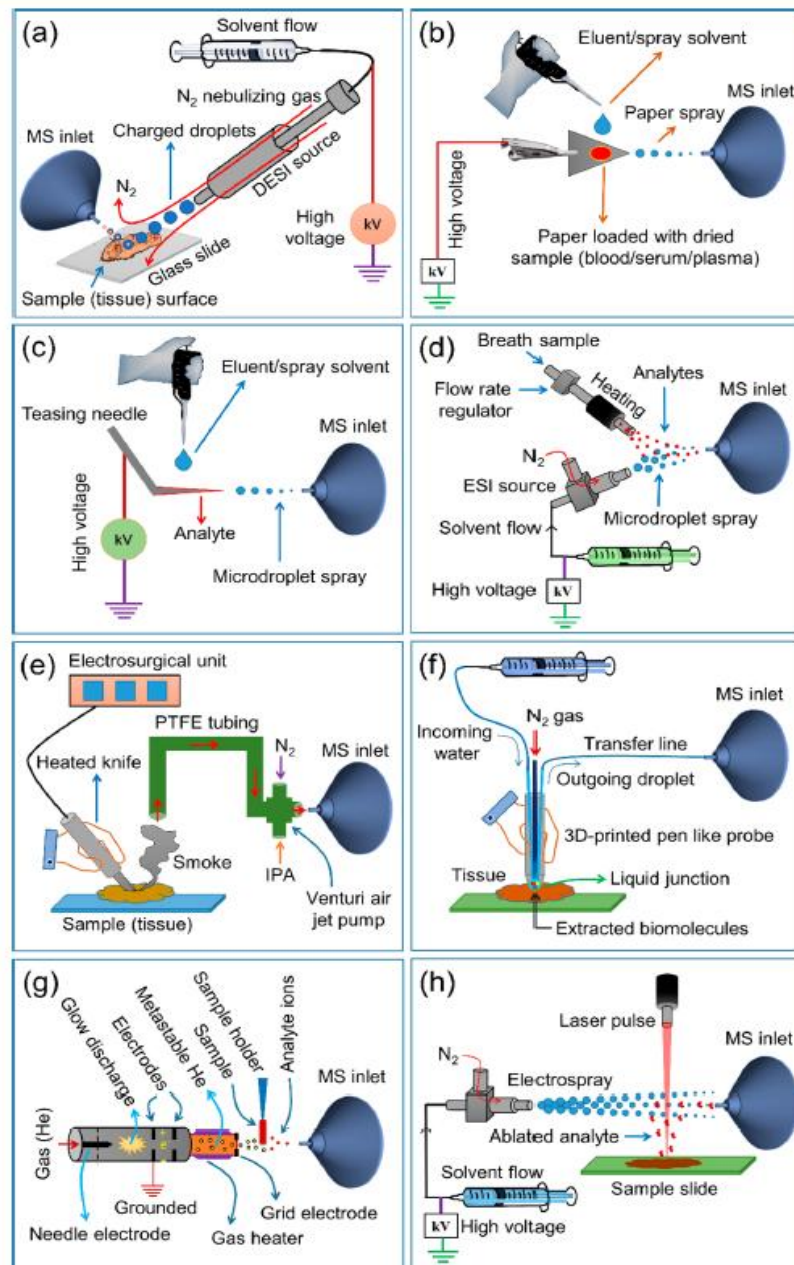 (a)
Solvent flow
N2 nebulizing gas
MS inlet
Charged droplets
DESI source
N2
High
voltage
kV
Glass slide
Sample (tissue) surface
(b)
Eluent/spray solvent
MS inlet
Paper spray
High voltage
Paper loaded with dried
sample (blood/serum/plasma)
kV
(c)
Eluent/spray solvent
Teasing needle
MS inlet
High voltage
kV
Analyte
Microdroplet spray
(d)
Breath sample
Analytes
Flow rate
regulator
Heating
MS inlet
N2
ESI source
Solvent flow
Microdroplet spray
High voltage
kV
(e)
Electrosurgical unit
PTFE tubing
N2
MS inlet
Heated knife
Smoke
IPA
Venturi air
jet pump
Sample (tissue)
(f)
N2 gas
MS inlet
Incoming
water
Transfer line
Outgoing droplet
3D-printed pen like probe
Tissue
Liquid junction
Extracted biomolecules
(g)
Glow discharge
Electrodes
Metastable He
Sample
Sample holder
Analyte ions
MS inlet
Gas (He)
Grounded
Grid electrode
Needle electrode
Gas heater
(h)
Laser pulse
MS inlet
N2
Electrospray
Ablated analyte
Solvent flow
Sample slide
High voltage
kV